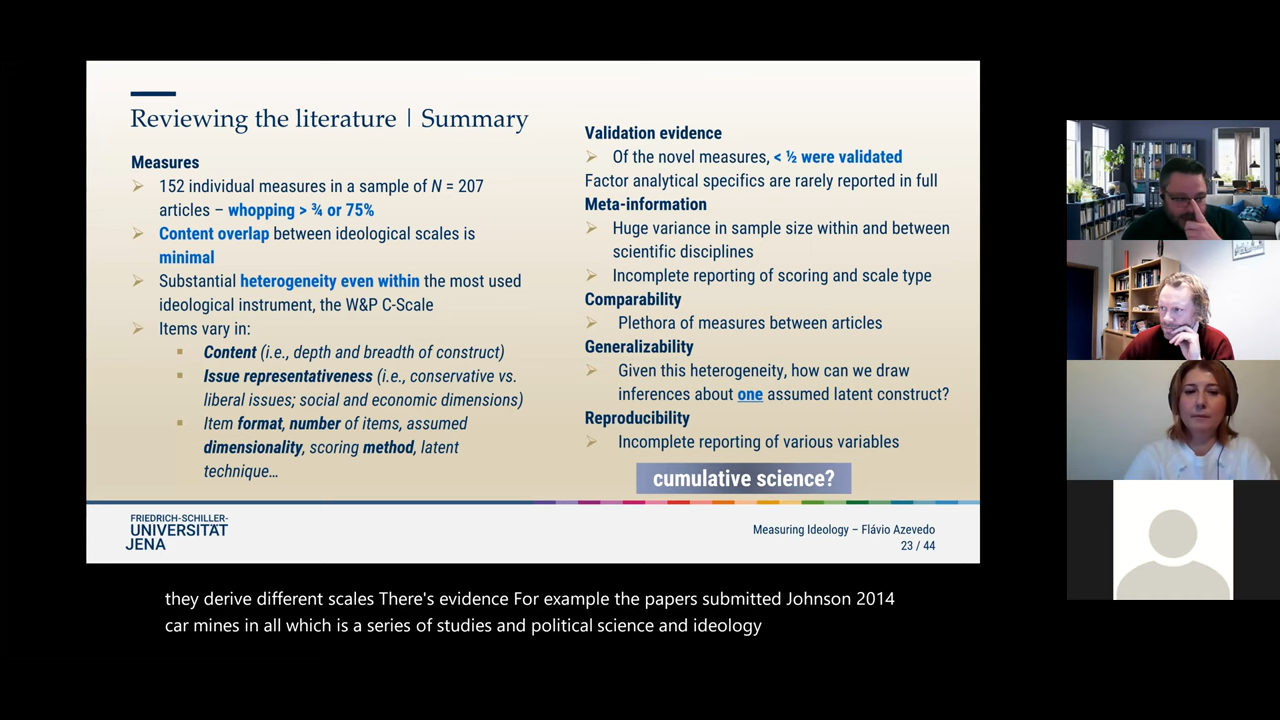 Reviewing the literature | Summary
Measures
152 individual measures in a sample of N = 207
articles – whopping > ¾ or 75%
Content overlap between ideological scales is
minimal
Substantial heterogeneity even within the most used
ideological instrument, the W&P C-Scale
Items vary in:
Content (i.e., depth and breadth of construct)
Issue representativeness (i.e., conservative vs.
liberal issues; social and economic dimensions)
Item format, number of items, assumed
dimensionality, scoring method, latent
technique…
Validation evidence
Of the novel measures, < ½ were validated
Factor analytical specifics are rarely reported in full
Meta-information
Huge variance in sample size within and between
scientific disciplines
Incomplete reporting of scoring and scale type
Comparability
Plethora of measures between articles
Generalizability
Given this heterogeneity, how can we draw
inferences about one assumed latent construct?
Reproducibility
Incomplete reporting of various variables
cumulative science?
FRIEDRICH-SCHILLER-
UNIVERSITÄT
JENA
Measuring Ideology – Flávio Azevedo
23 / 44
they derive different scales There's evidence For example the papers submitted Johnson 2014
car mines in all which is a series of studies and political science and ideology